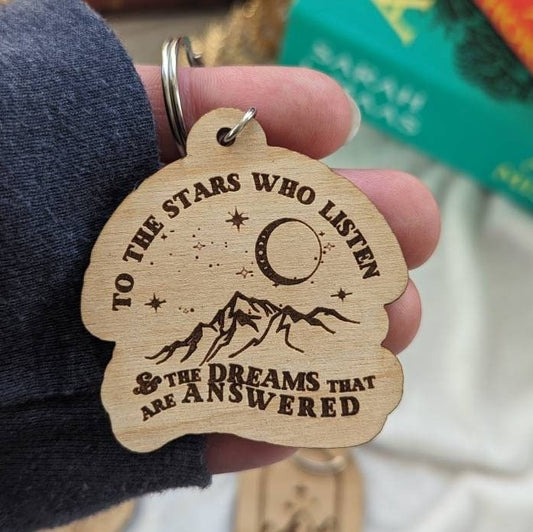 TO THE STARS WHO LISTEN
& THE DREAMS THAT
ARE ANSWERED
SARAH